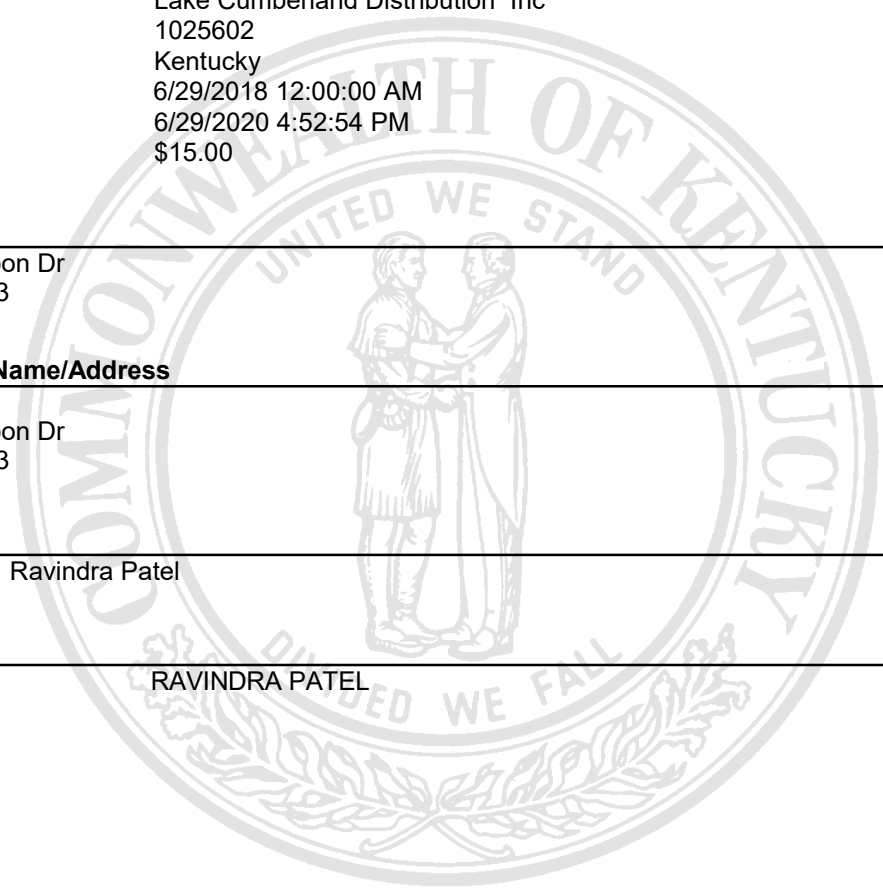 Lake Cumberland Distribution Inc
1025602
Kentucky
6/29/2018 12:00:00 AM
6/29/2020 4:52:54 PM
$15.00
COMMONWEALTH OF KENTUCKY
UNITED WE STAND
on Dr
3
Name/Address
on Dr
3
Ravindra Patel
RAVINDRA PATEL
DIVIDED WE FALL